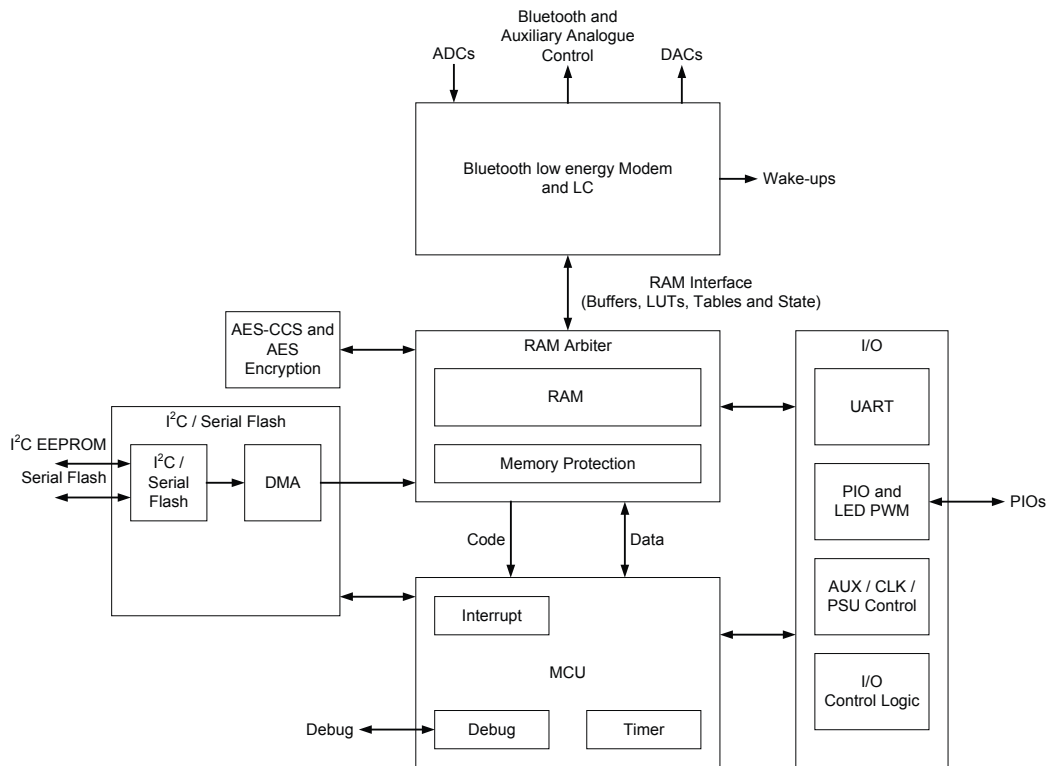 Bluetooth and
Auxiliary Analogue
Control
ADCs
DACs
Bluetooth low energy Modem
and LC
Wake-ups
RAM Interface
(Buffers, LUTs, Tables and State)
AES-CCS and
AES
Encryption
RAM Arbiter
RAM
Memory Protection
I/O
UART
PIO and
LED PWM
PIOs
AUX / CLK /
PSU Control
I/O
Control Logic
I²C / Serial Flash
I²C EEPROM
Serial Flash
I²C /
Serial
Flash
DMA
Code
Data
Interrupt
MCU
Debug
Debug
Timer